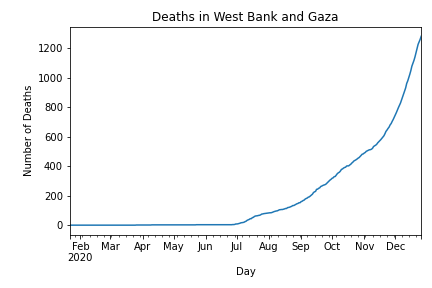 Deaths in West Bank and Gaza
Number of Deaths
1200
1000
800
600
400
200
0
Feb Mar Apr May Jun Jul Aug Sep Oct Nov Dec
2020
Day